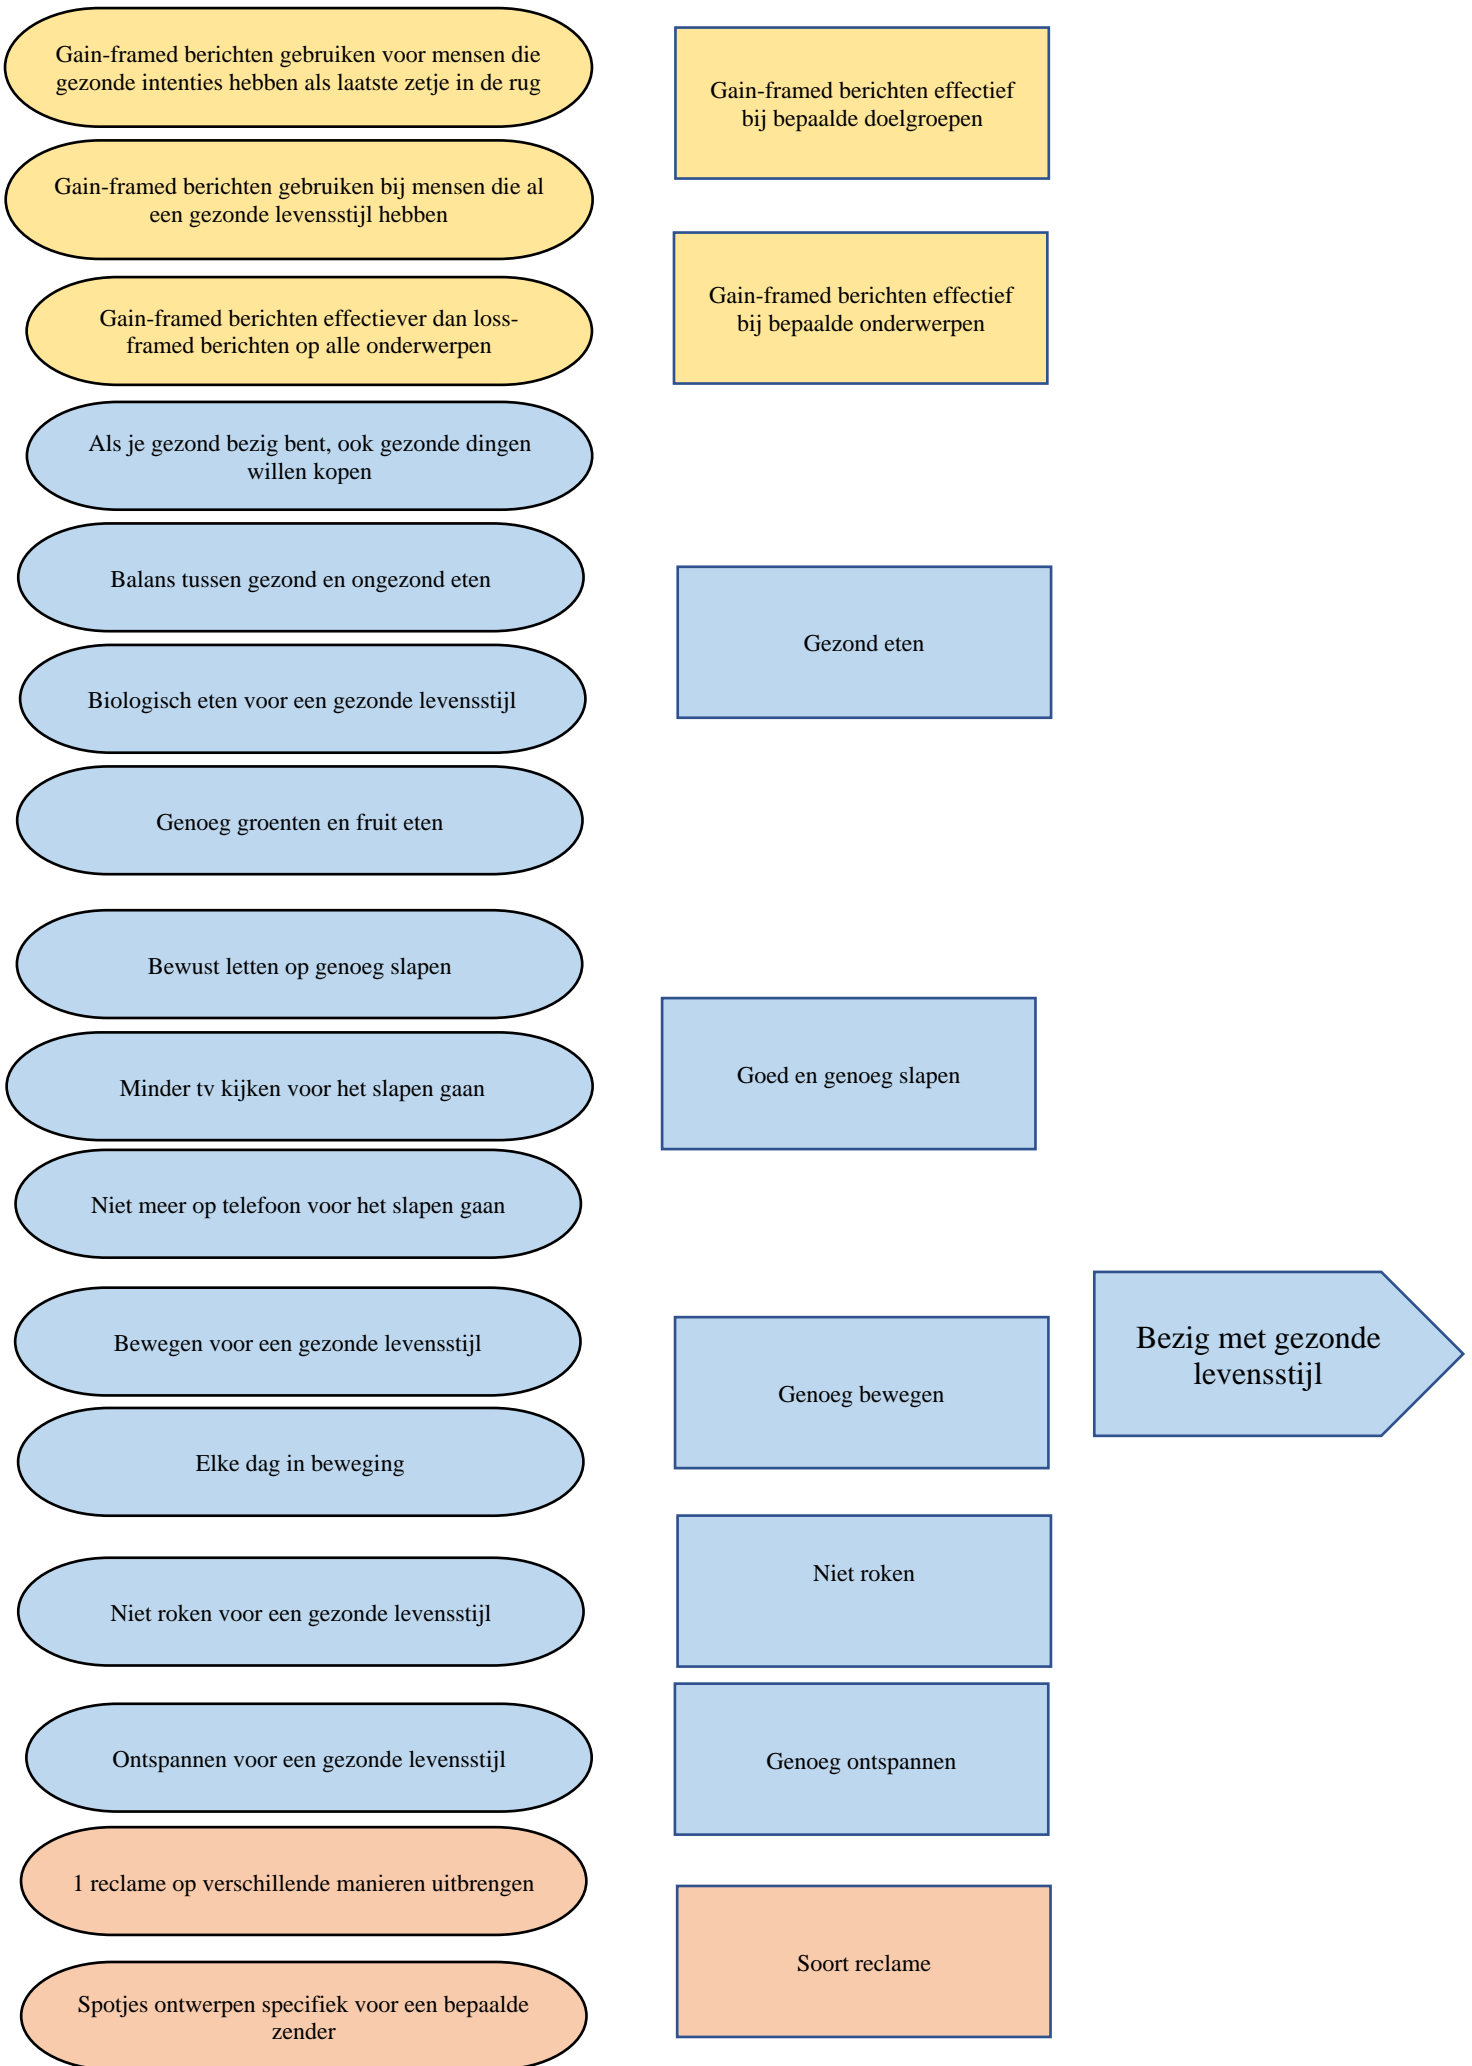 Gain-framed berichten gebruiken voor mensen die
gezonde intenties hebben als laatste zetje in de rug
Gain-framed berichten effectief
bij bepaalde doelgroepen
Gain-framed berichten gebruiken bij mensen die al
een gezonde levensstijl hebben
Gain-framed berichten effectief
bij bepaalde onderwerpen
Gain-framed berichten effectiever dan loss-
framed berichten op alle onderwerpen
Als je gezond bezig bent, ook gezonde dingen
willen kopen
Balans tussen gezond en ongezond eten
Gezond eten
Biologisch eten voor een gezonde levensstijl
Genoeg groenten en fruit eten
Bewust letten op genoeg slapen
Goed en genoeg slapen
Minder tv kijken voor het slapen gaan
Niet meer op telefoon voor het slapen gaan
Bewegen voor een gezonde levensstijl
Genoeg bewegen
Bezig met gezonde
levensstijl
Elke dag in beweging
Niet roken
Niet roken voor een gezonde levensstijl
Ontspannen voor een gezonde levensstijl
Genoeg ontspannen
1 reclame op verschillende manieren uitbrengen
Soort reclame
Spotjes ontwerpen specifiek voor een bepaalde
zender